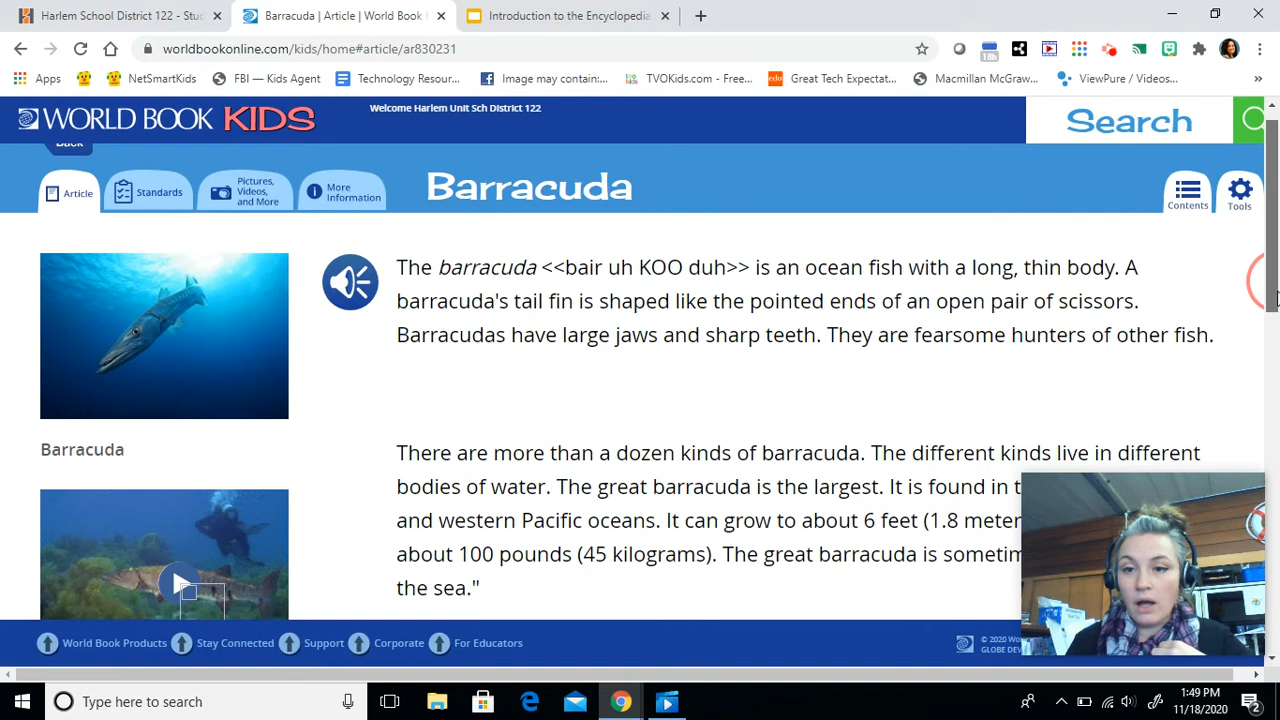 Harlem School District 122 - Stud
Barracuda | Article | World Book
Introduction to the Encyclopedia
worldbookonline.com/kids/home#article/ar830231
18h
Apps
NetSmartKids
FBI — Kids Agent
Technology Resour...
Image may contain:...
TVOKids.com - Free...
edu
Great Tech Expectat...
Macmillan McGraw...
ViewPure / Videos...
WORLD BOOK KIDS
Welcome Harlem Unit Sch District 122
Search
Back
Article
Standards
Pictures,
Videos,
and More
More
Information
Barracuda
Contents
Tools
The barracuda <<bair uh KOO duh>> is an ocean fish with a long, thin body. A
barracuda's tail fin is shaped like the pointed ends of an open pair of scissors.
Barracudas have large jaws and sharp teeth. They are fearsome hunters of other fish.
Barracuda
There are more than a dozen kinds of barracuda. The different kinds live in different
bodies of water. The great barracuda is the largest. It is found in t
and western Pacific oceans. It can grow to about 6 feet (1.8 meter
about 100 pounds (45 kilograms). The great barracuda is sometim
the sea."
World Book Products
Stay Connected
Support
Corporate
For Educators
© 2020 Wor
GLOBE DEV
Type here to search
1:49 PM
11/18/2020
2